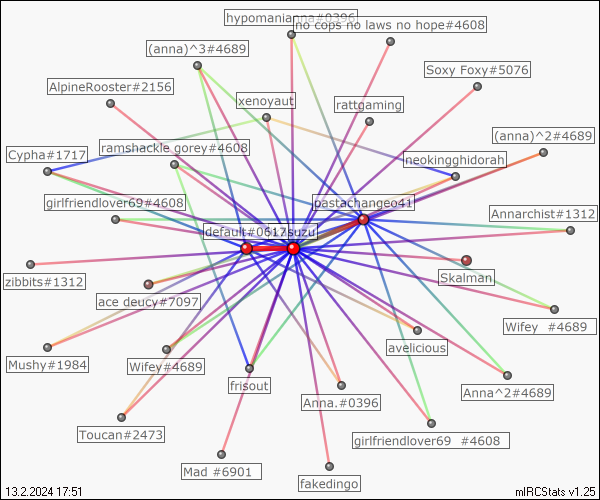 hypomanianna#0396
no cops no laws no hope#4608
(anna)^3#4689
Soxy Foxy#5076
AlpineRooster#2156
xenoyaut
rattgaming
(anna)^2#4689
ramshackle gorey#4608
Cypha#1717
neokingghidorah
girlfriendlover69#4608
pastachangeo41
Annarchist#1312
default#0617
suzu
zibbits#1312
Skalman
ace deucy#7097
Wifey #4689
avelicious
Mushy#1984
Wifey#4689
frisout
Anna^2#4689
Anna.#0396
Toucan#2473
girlfriendlover69 #4608
Mad #6901
fakedingo
13.2.2024 17:51
mIRCStats v1.25